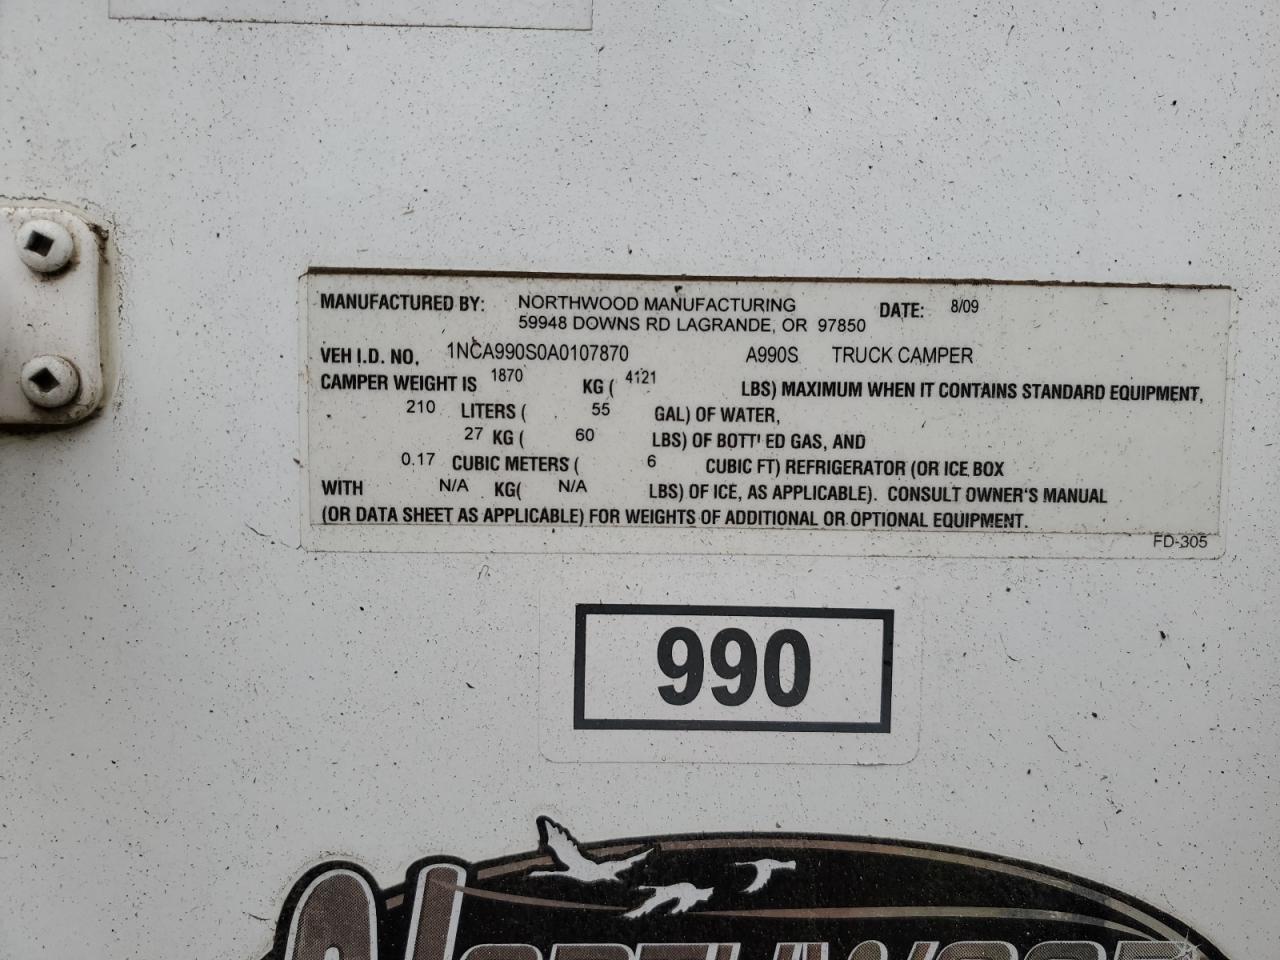 MANUFACTURED BY: NORTHWOOD MANUFACTURING DATE: 8/09
59948 DOWNS RD LAGRANDE, OR 97850
VEH I.D. NO. 1NCA990S0A0107870 A990S TRUCK CAMPER
CAMPER WEIGHT IS 1870 KG ( 4121 LBS) MAXIMUM WHEN IT CONTAINS STANDARD EQUIPMENT,
210 LITERS ( 55 GAL) OF WATER,
27 KG ( 60 LBS) OF BOTTLED GAS, AND
0.17 CUBIC METERS ( 6 CUBIC FT) REFRIGERATOR (OR ICE BOX
WITH N/A KG( N/A LBS) OF ICE, AS APPLICABLE). CONSULT OWNER'S MANUAL
(OR DATA SHEET AS APPLICABLE) FOR WEIGHTS OF ADDITIONAL OR OPTIONAL EQUIPMENT.
FD-305
990
NORTHWOOD